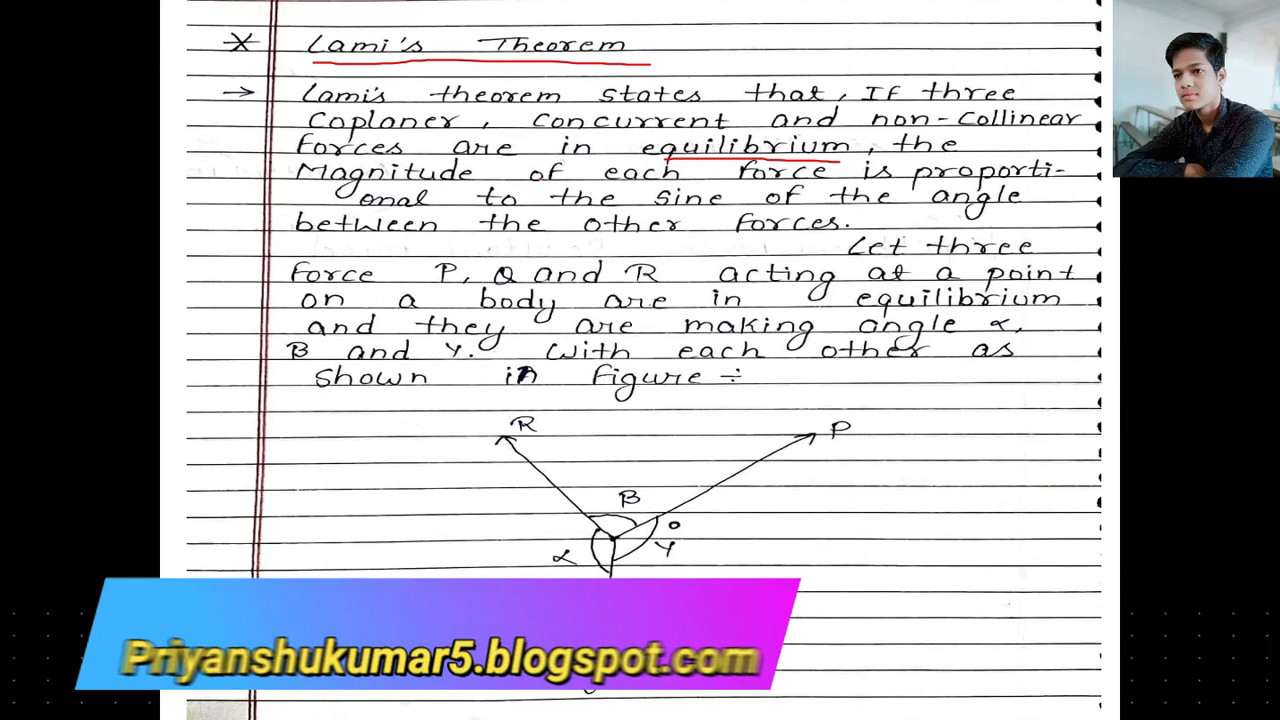 Lami's Theorem
→ Lami's theorem states that, If three
Coplaner, Concurrent and non-Collinear
forces are in equilibrium, the
Magnitude of each force is proporti-
onal to the sine of the angle
between the other forces.
Let three
force P, Q and R acting at a point
on a body are in equilibrium
and they are making angle α,
B and Y. with each other as
shown in figure ÷
R
P
B
O
Y
α
Priyanshukumar5.blogspot.com